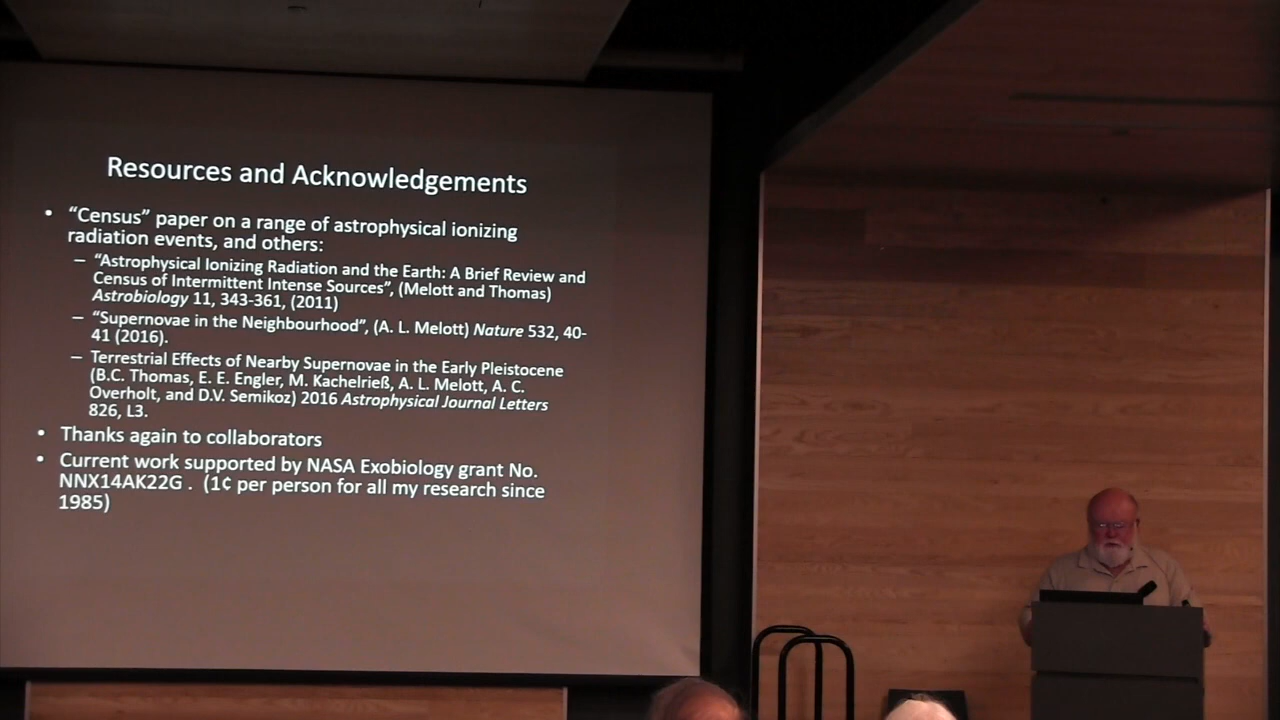 Resources and Acknowledgements
• “Census” paper on a range of astrophysical ionizing
radiation events, and others:
– “Astrophysical Ionizing Radiation and the Earth: A Brief Review and
Census of Intermittent Intense Sources”, (Melott and Thomas)
Astrobiology 11, 343-361, (2011)
– “Supernovae in the Neighbourhood”, (A. L. Melott) Nature 532, 40-
41 (2016).
– Terrestrial Effects of Nearby Supernovae in the Early Pleistocene
(B.C. Thomas, E. E. Engler, M. Kachelrieß, A. L. Melott, A. C.
Overholt, and D.V. Semikoz) 2016 Astrophysical Journal Letters
826, L3.
• Thanks again to collaborators
• Current work supported by NASA Exobiology grant No.
NNX14AK22G . (1¢ per person for all my research since
1985)